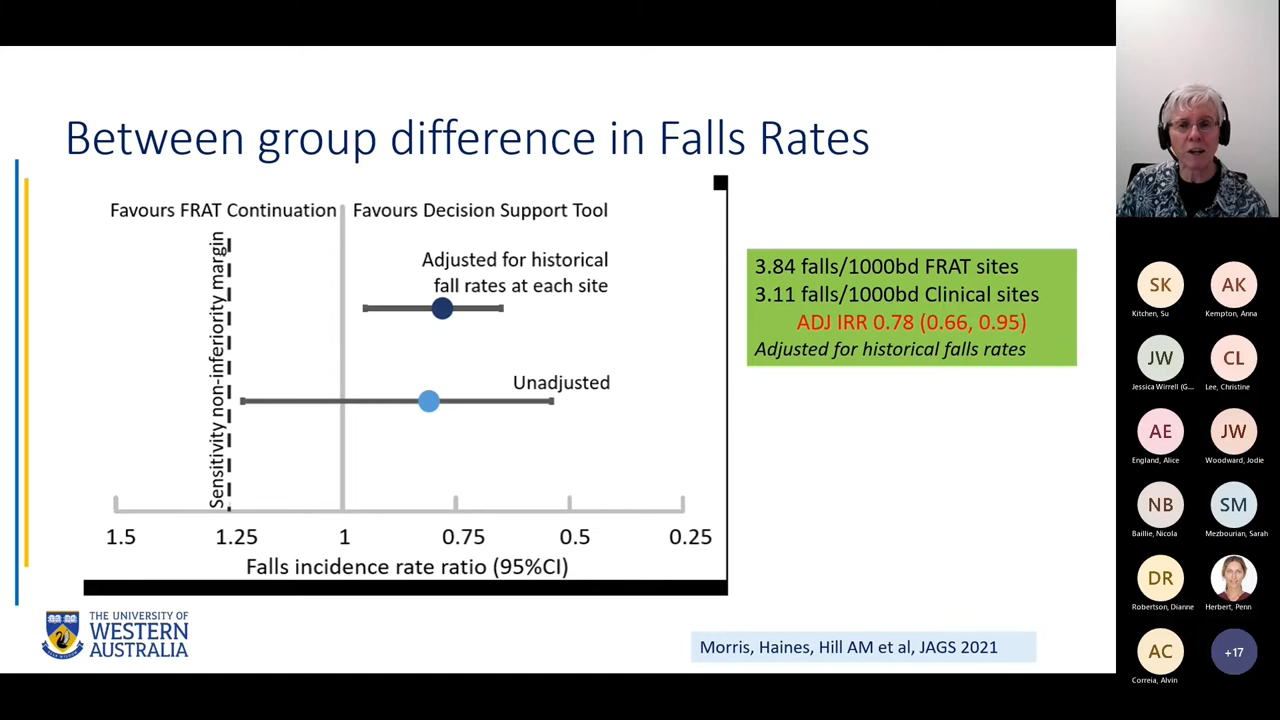 Between group difference in Falls Rates
Favours FRAT Continuation
Favours Decision Support Tool
Sensitivity non-inferiority margin
Adjusted for historical
fall rates at each site
Unadjusted
1.5 1.25 1 0.75 0.5 0.25
Falls incidence rate ratio (95%CI)
3.84 falls/1000bd FRAT sites
3.11 falls/1000bd Clinical sites
ADJ IRR 0.78 (0.66, 0.95)
Adjusted for historical falls rates
THE UNIVERSITY OF
WESTERN
AUSTRALIA
Morris, Haines, Hill AM et al, JAGS 2021
SK
Kitchen, Su
AK
Kempton, Anna
JW
Jessica Wirrell (G...
CL
Lee, Christine
AE
England, Alice
JW
Woodward, Jodie
NB
Baillie, Nicola
SM
Mezbourian, Sarah
DR
Robertson, Dianne
Herbert, Penn
AC
Correia, Alvin
+17